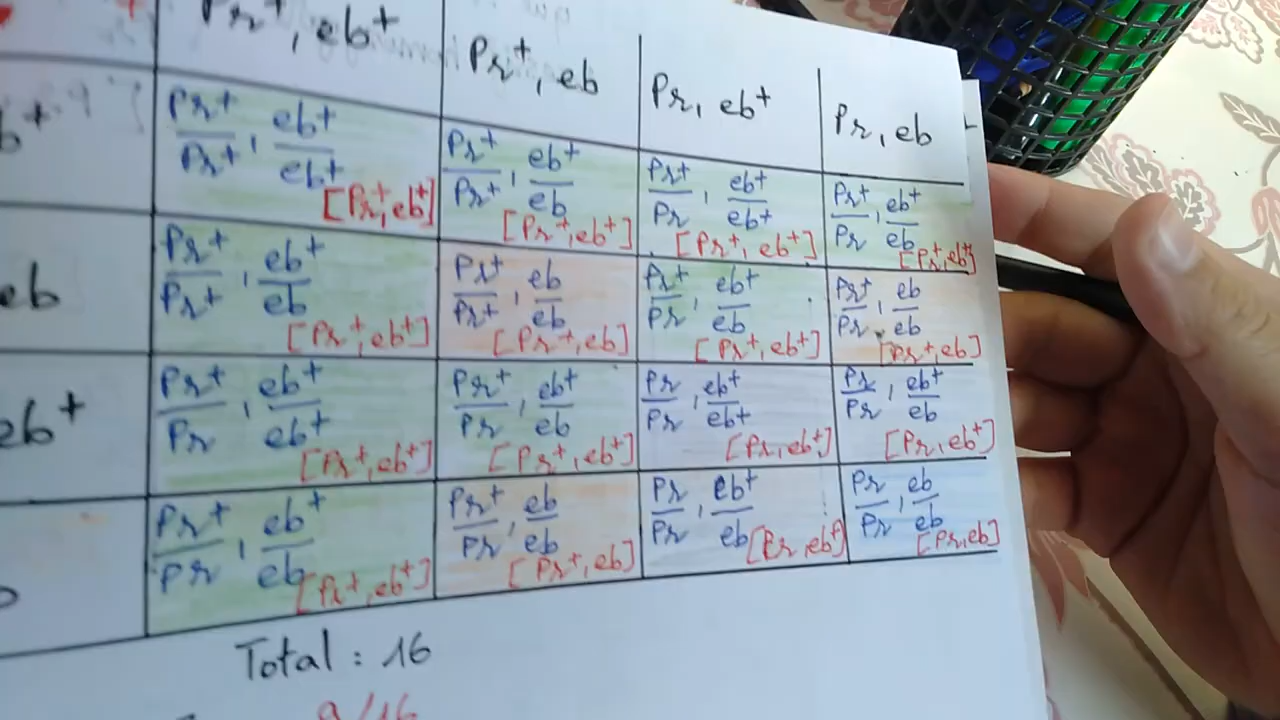 Pr⁺, eb⁺ Pr⁺, eb Pr, eb⁺ Pr, eb
b⁺ Pr⁺/Pr⁺, eb⁺/eb⁺ [Pr⁺, eb⁺] Pr⁺/Pr⁺, eb⁺/eb [Pr⁺, eb⁺] Pr⁺/Pr, eb⁺/eb⁺ [Pr⁺, eb⁺] Pr⁺/Pr, eb⁺/eb [Pr⁺, eb⁺]
eb Pr⁺/Pr⁺, eb⁺/eb [Pr⁺, eb⁺] Pr⁺/Pr⁺, eb/eb [Pr⁺, eb] Pr⁺/Pr, eb⁺/eb [Pr⁺, eb⁺] Pr⁺/Pr, eb/eb [Pr⁺, eb]
eb⁺ Pr⁺/Pr, eb⁺/eb⁺ [Pr⁺, eb⁺] Pr⁺/Pr, eb⁺/eb [Pr⁺, eb⁺] Pr/Pr, eb⁺/eb⁺ [Pr, eb⁺] Pr/Pr, eb⁺/eb [Pr, eb⁺]
b Pr⁺/Pr, eb⁺/eb [Pr⁺, eb⁺] Pr⁺/Pr, eb/eb [Pr⁺, eb] Pr/Pr, eb⁺/eb [Pr, eb⁺] Pr/Pr, eb/eb [Pr, eb]
Total : 16
9/16